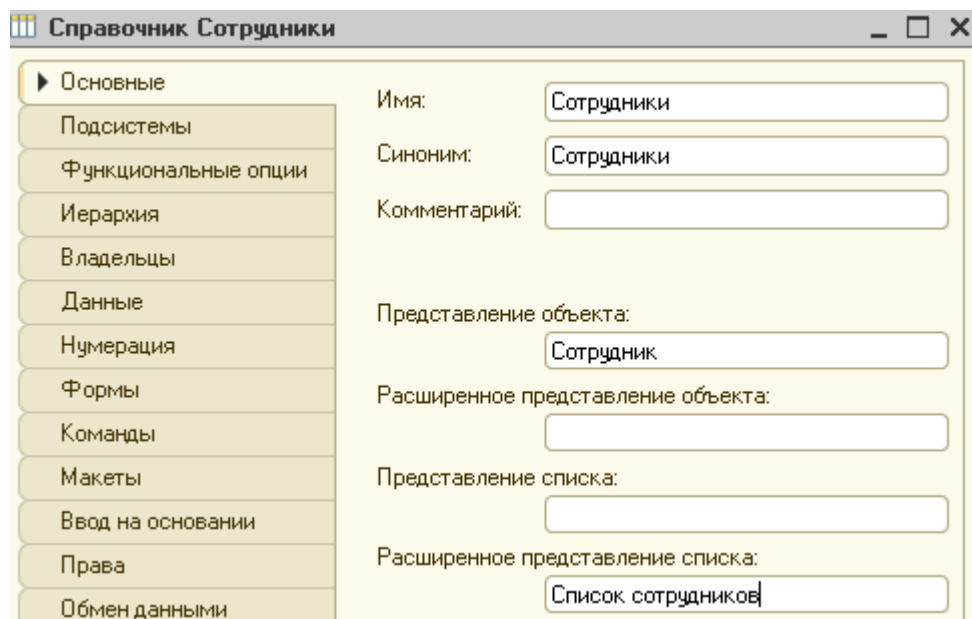 Справочник Сотрудники
Основные
Подсистемы
Функциональные опции
Иерархия
Владельцы
Данные
Нумерация
Формы
Команды
Макеты
Ввод на основании
Права
Обмен данными
Имя: Сотрудники
Синоним: Сотрудники
Комментарий:
Представление объекта:
Сотрудник
Расширенное представление объекта:
Представление списка:
Расширенное представление списка:
Список сотрудников